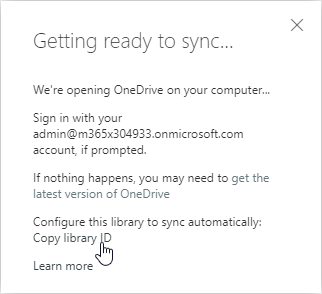 Getting ready to sync...
We're opening OneDrive on your computer...
Sign in with your
admin@m365x304933.onmicrosoft.com
account, if prompted.
If nothing happens, you may need to get the
latest version of OneDrive
Configure this library to sync automatically:
Copy library ID
Learn more